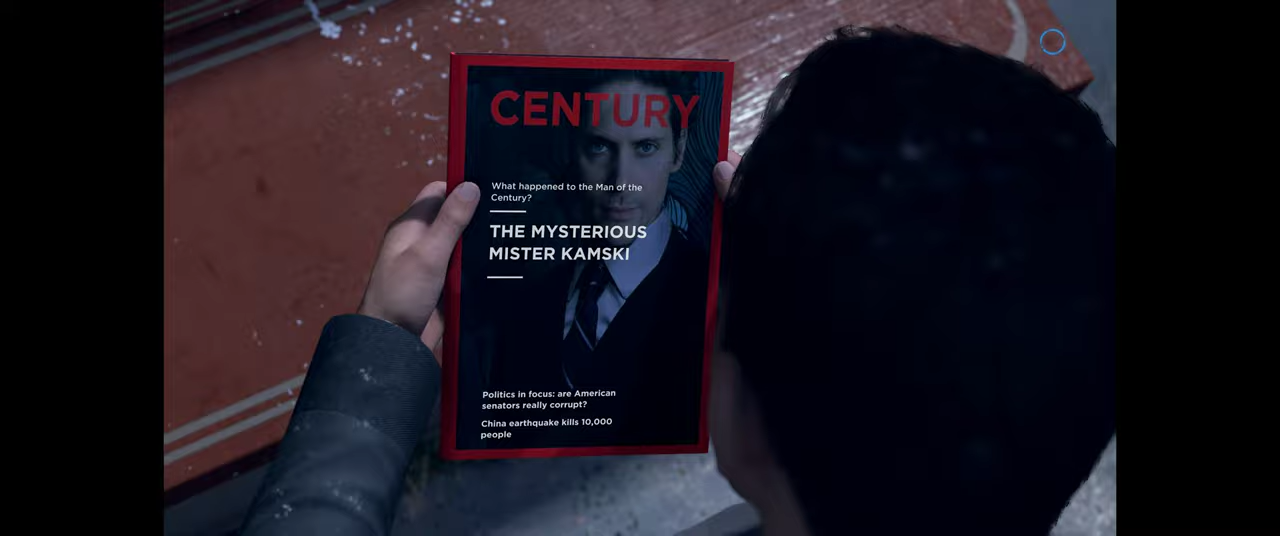 CENTURY
What happened to the Man of the
Century?
THE MYSTERIOUS
MISTER KAMSKI
Politics in focus: are American
senators really corrupt?
China earthquake kills 10,000
people